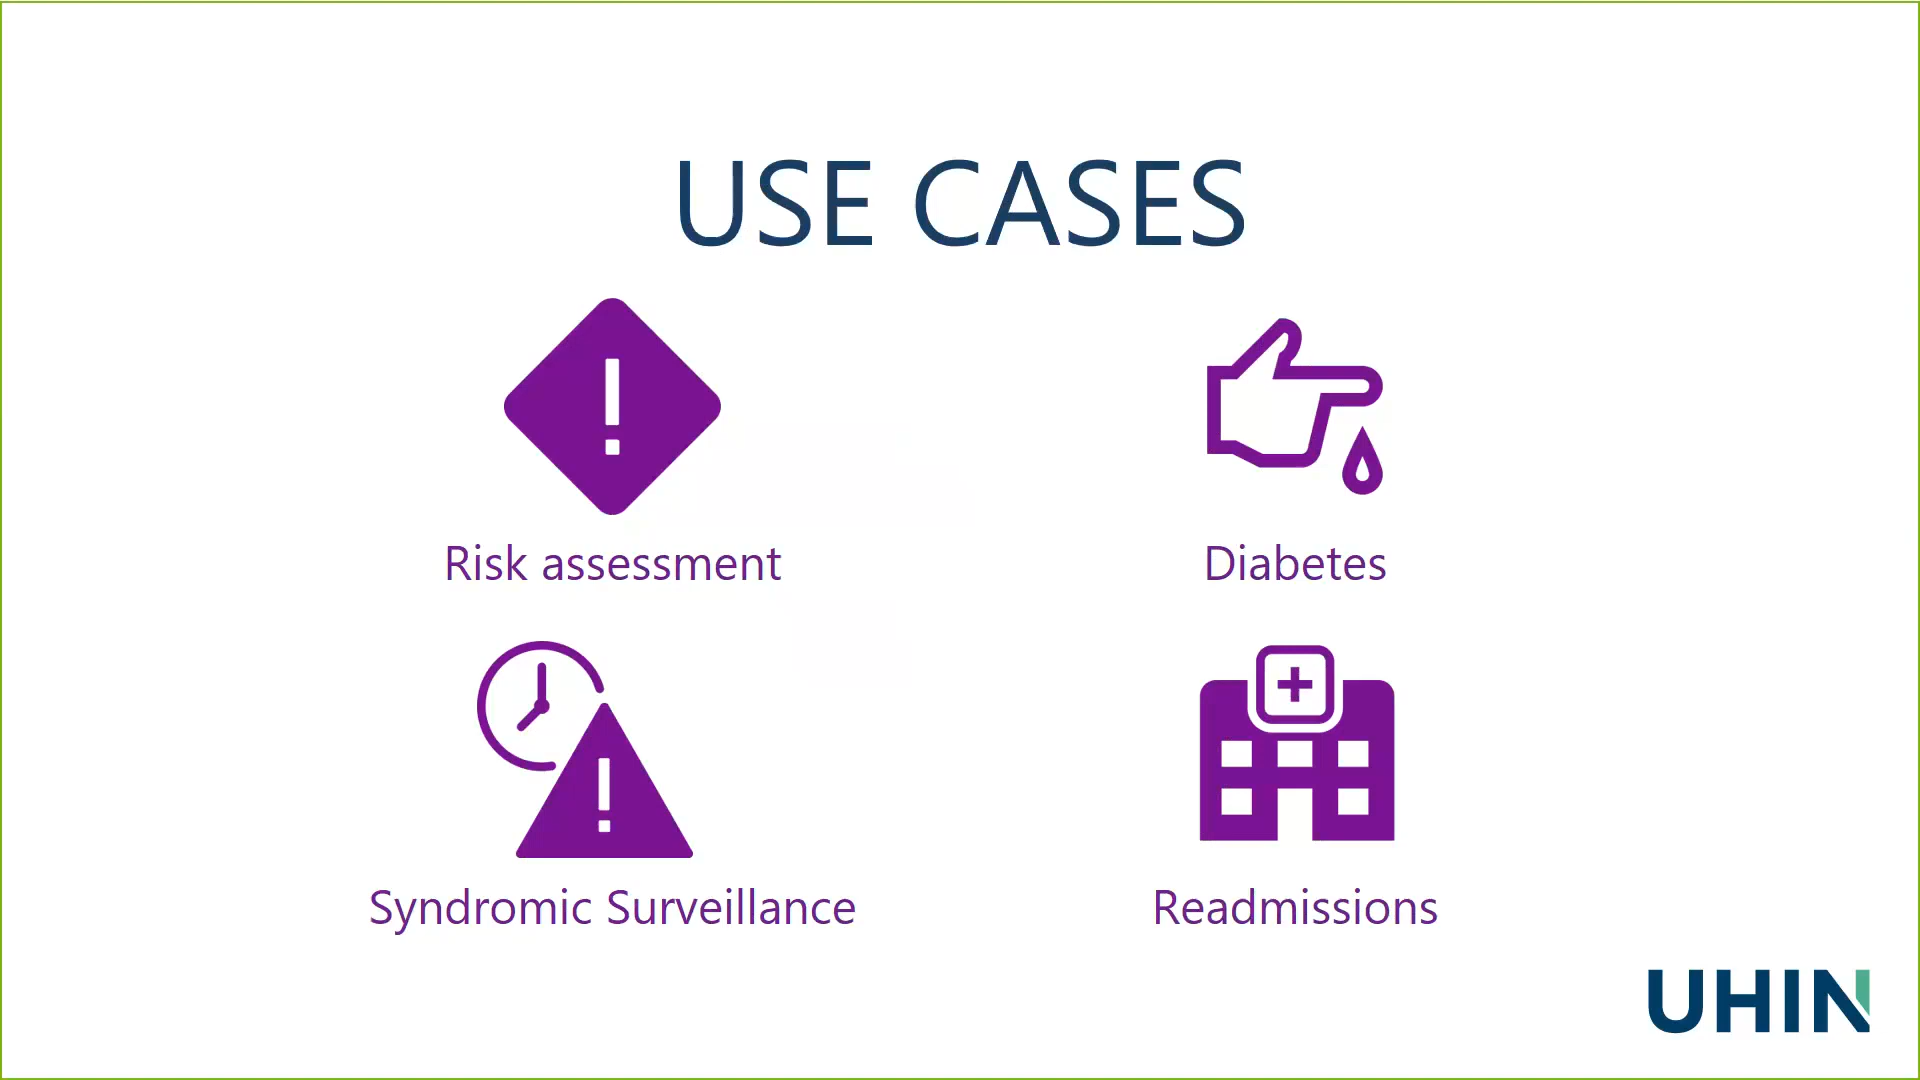 USE CASES
Risk assessment
Diabetes
Syndromic Surveillance
Readmissions
UHIN